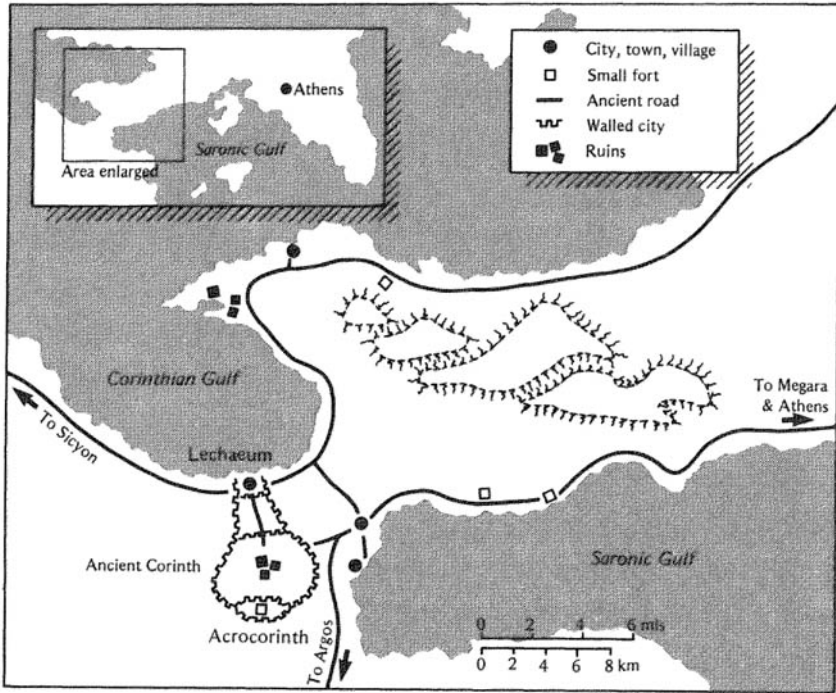 Athens
Saronic Gulf
Area enlarged
City, town, village
Small fort
Ancient road
Walled city
Ruins
Corinthian Gulf
To Megara
& Athens
To Sicyon
Lechaeum
Ancient Corinth
Saronic Gulf
Acrocorinth
To Argos
0 2 4 6 mls
0 2 4 6 8 km